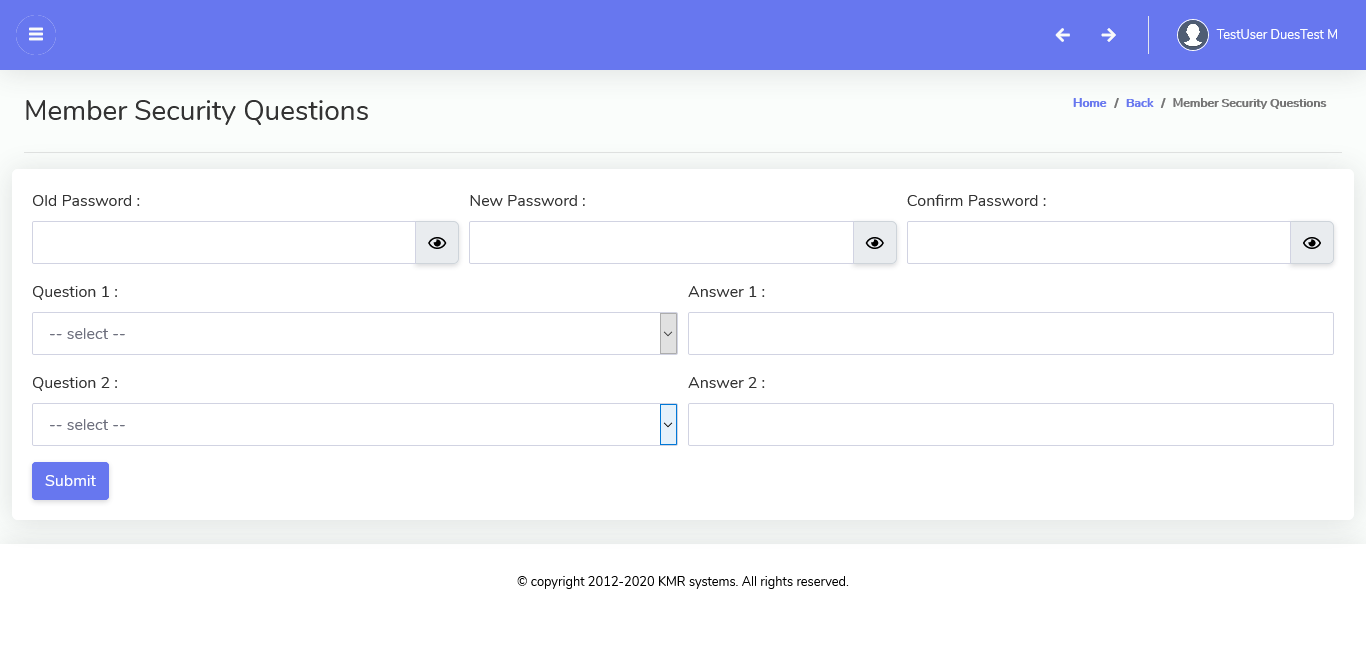 TestUser DuesTest M
Member Security Questions
Home / Back / Member Security Questions
Old Password :
New Password :
Confirm Password :
Question 1 :
Answer 1 :
-- select --
Question 2 :
Answer 2 :
-- select --
Submit
© copyright 2012-2020 KMR systems. All rights reserved.